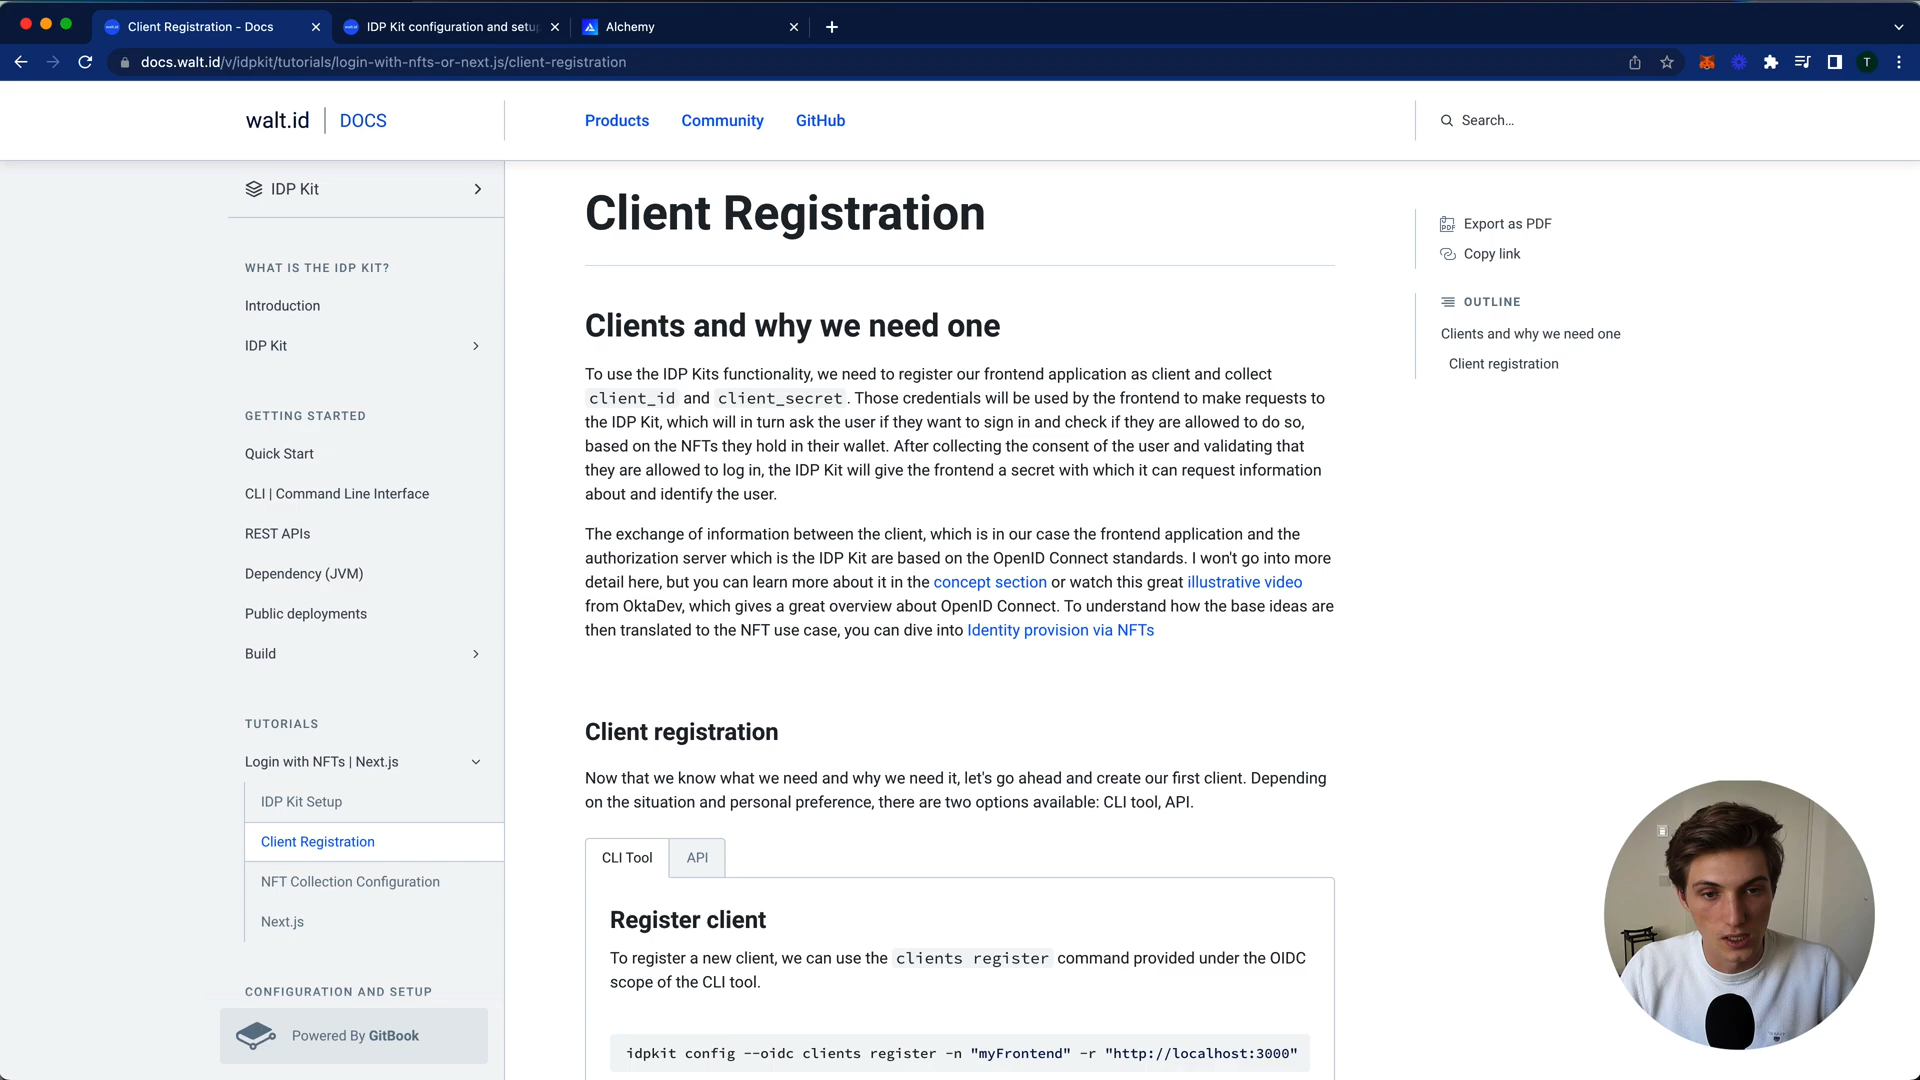 Client Registration - Docs
IDP Kit configuration and setup
Alchemy
docs.walt.id/v/idpkit/tutorials/login-with-nfts-or-next.js/client-registration
T
walt.id
DOCS
Products
Community
GitHub
Search...
IDP Kit
WHAT IS THE IDP KIT?
Introduction
IDP Kit
GETTING STARTED
Quick Start
CLI | Command Line Interface
REST APIs
Dependency (JVM)
Public deployments
Build
TUTORIALS
Login with NFTs | Next.js
IDP Kit Setup
Client Registration
NFT Collection Configuration
Next.js
CONFIGURATION AND SETUP
Powered By GitBook
Client Registration
Clients and why we need one
To use the IDP Kits functionality, we need to register our frontend application as client and collect
client_id and client_secret. Those credentials will be used by the frontend to make requests to
the IDP Kit, which will in turn ask the user if they want to sign in and check if they are allowed to do so,
based on the NFTs they hold in their wallet. After collecting the consent of the user and validating that
they are allowed to log in, the IDP Kit will give the frontend a secret with which it can request information
about and identify the user.
The exchange of information between the client, which is in our case the frontend application and the
authorization server which is the IDP Kit are based on the OpenID Connect standards. I won't go into more
detail here, but you can learn more about it in the concept section or watch this great illustrative video
from OktaDev, which gives a great overview about OpenID Connect. To understand how the base ideas are
then translated to the NFT use case, you can dive into Identity provision via NFTs
Client registration
Now that we know what we need and why we need it, let's go ahead and create our first client. Depending
on the situation and personal preference, there are two options available: CLI tool, API.
CLI Tool
API
Register client
To register a new client, we can use the clients register command provided under the OIDC
scope of the CLI tool.
idpkit config --oidc clients register -n "myFrontend" -r "http://localhost:3000"
Export as PDF
Copy link
OUTLINE
Clients and why we need one
Client registration